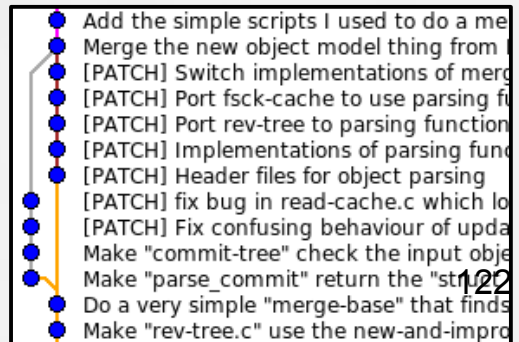 Add the simple scripts I used to do a me
Merge the new object model thing from
[PATCH] Switch implementations of merg
[PATCH] Port fsck-cache to use parsing fu
[PATCH] Port rev-tree to parsing function
[PATCH] Implementations of parsing func
[PATCH] Header files for object parsing
[PATCH] fix bug in read-cache.c which lo
[PATCH] Fix confusing behaviour of upda
Make "commit-tree" check the input obje
Make "parse_commit" return the "struct
122
Do a very simple "merge-base" that finds
Make "rev-tree.c" use the new-and-impro